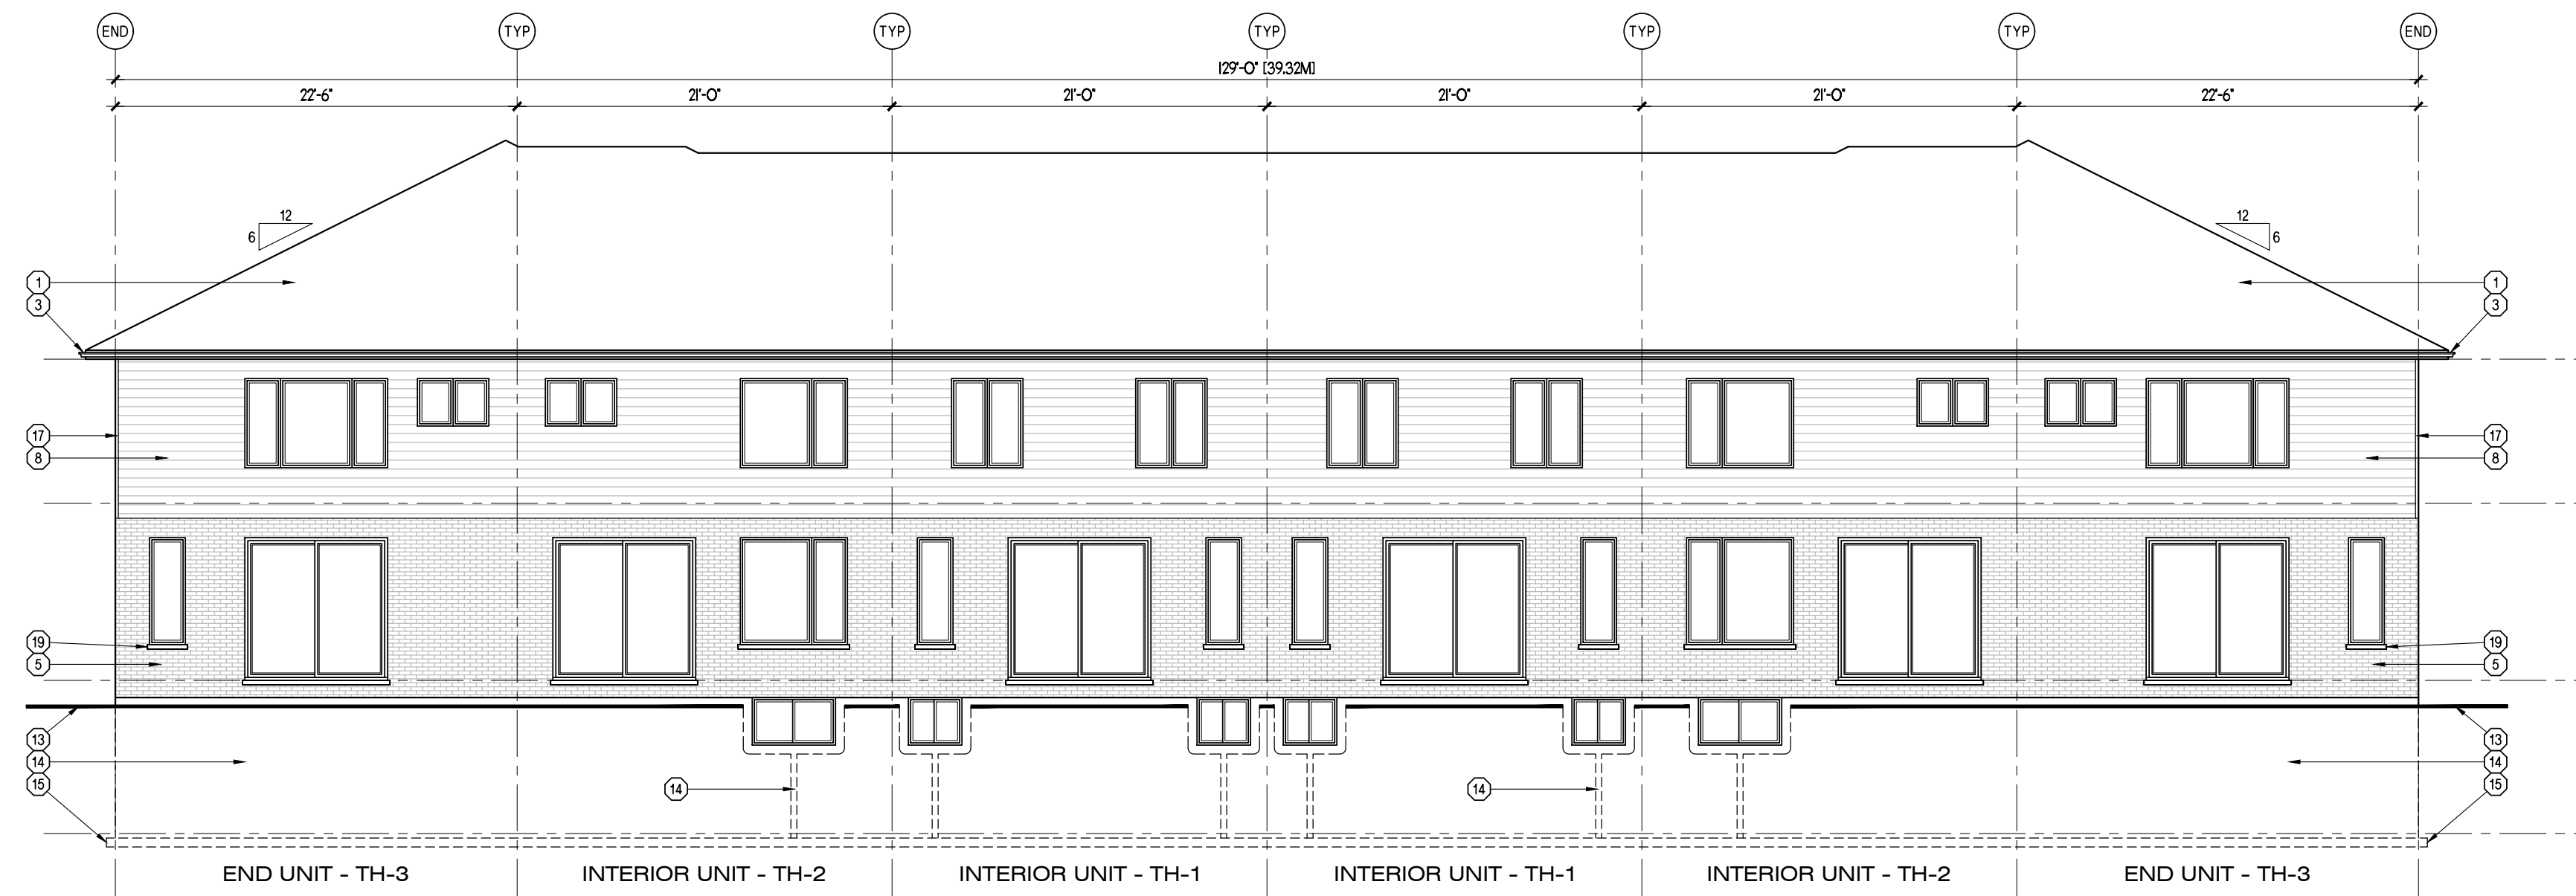 END TYP TYP TYP TYP TYP END
129'-0" [39.32M]
22'-6" 21'-0" 21'-0" 21'-0" 21'-0" 22'-6"
12 12
6 6
1 1
3 3
17 17
8 8
19 19
5 5
13 13
14 14
15 14 14 15
END UNIT - TH-3 INTERIOR UNIT - TH-2 INTERIOR UNIT - TH-1 INTERIOR UNIT - TH-1 INTERIOR UNIT - TH-2 END UNIT - TH-3